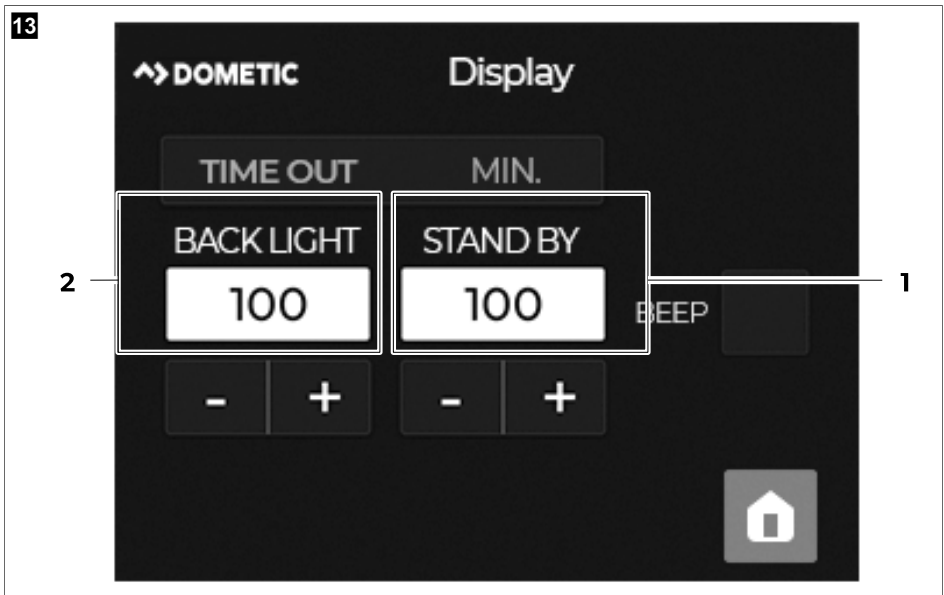 13
DOMETIC Display
TIME OUT MIN.
BACK LIGHT STAND BY
2 100 100 1
BEEP
- + - +